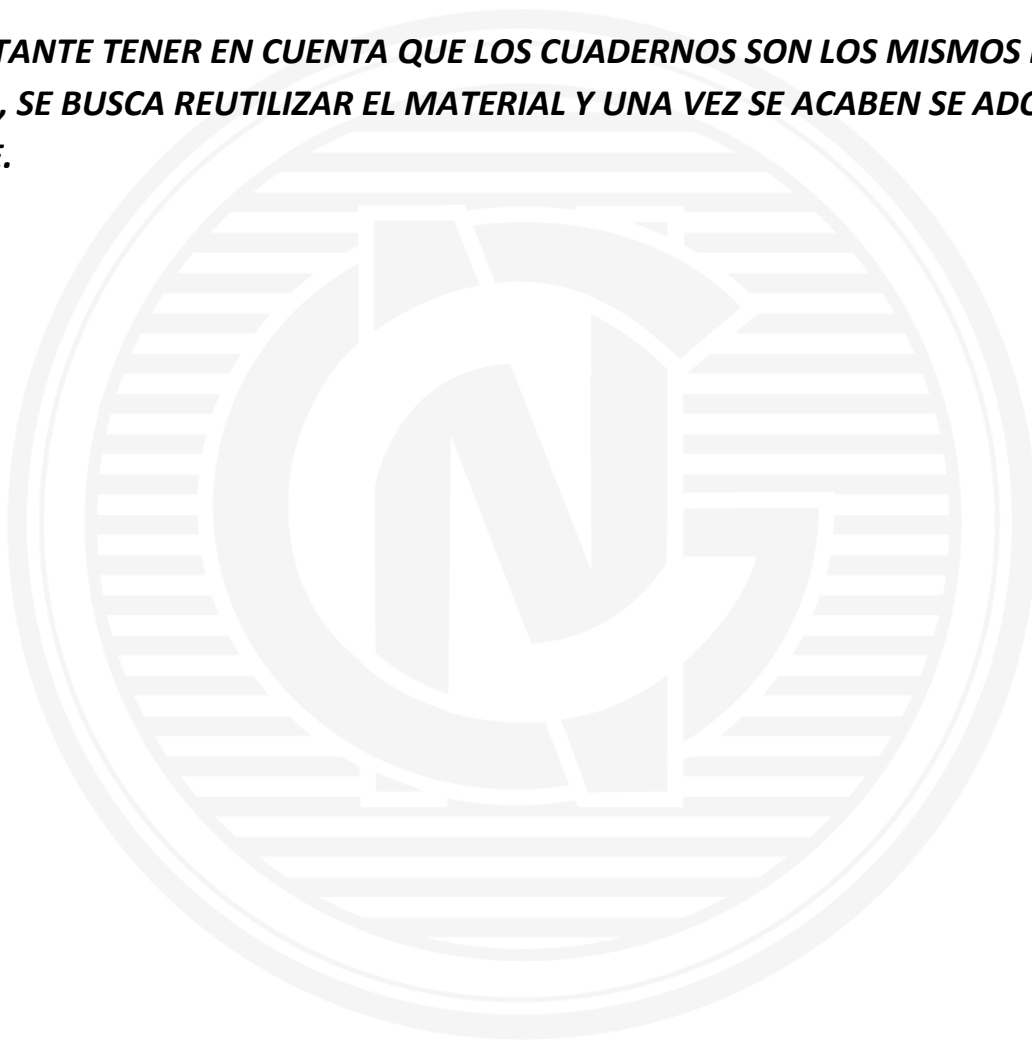 TANTE TENER EN CUENTA QUE LOS CUADERNOS SON LOS MISMOS
, SE BUSCA REUTILIZAR EL MATERIAL Y UNA VEZ SE ACABEN SE
.